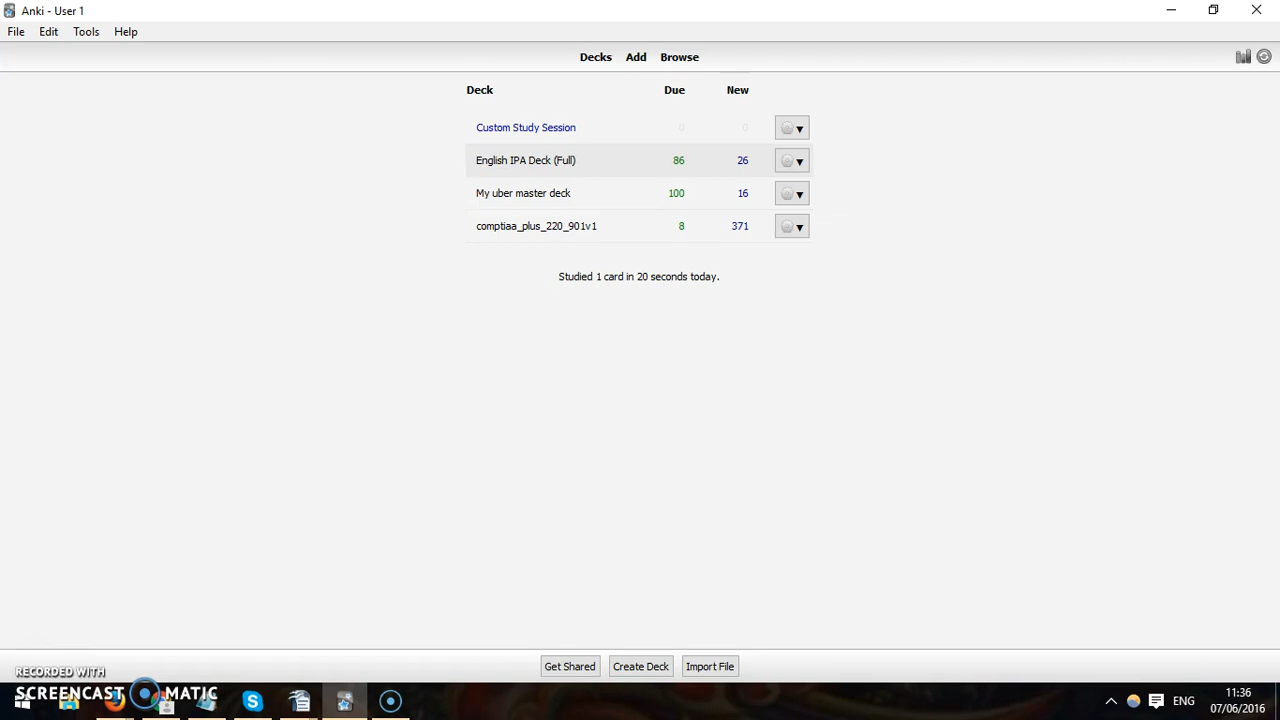 Anki - User 1
File Edit Tools Help
Decks Add Browse
Deck Due New
Custom Study Session 0 0
English IPA Deck (Full) 86 26
My uber master deck 100 16
comptiaa_plus_220_901v1 8 371
Studied 1 card in 20 seconds today.
Get Shared Create Deck Import File
RECORDED WITH
SCREENCAST MATIC
ENG
11:36
07/06/2016